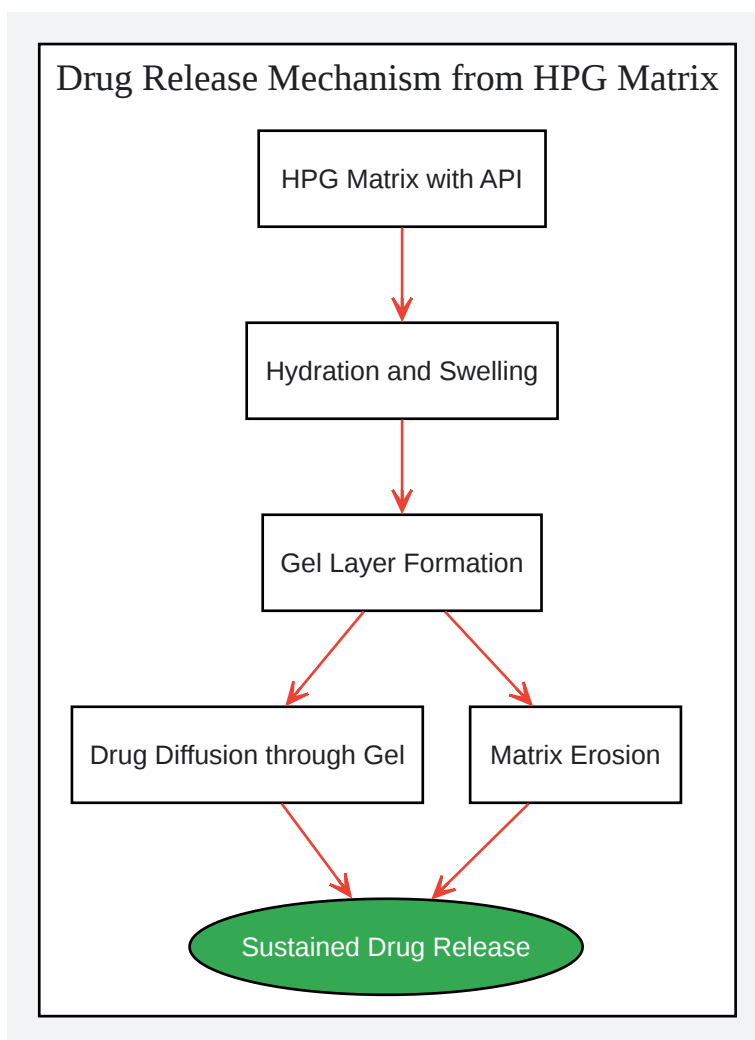 Drug Release Mechanism from HPG Matrix
HPG Matrix with API
Hydration and Swelling
Gel Layer Formation
Drug Diffusion through Gel
Matrix Erosion
Sustained Drug Release